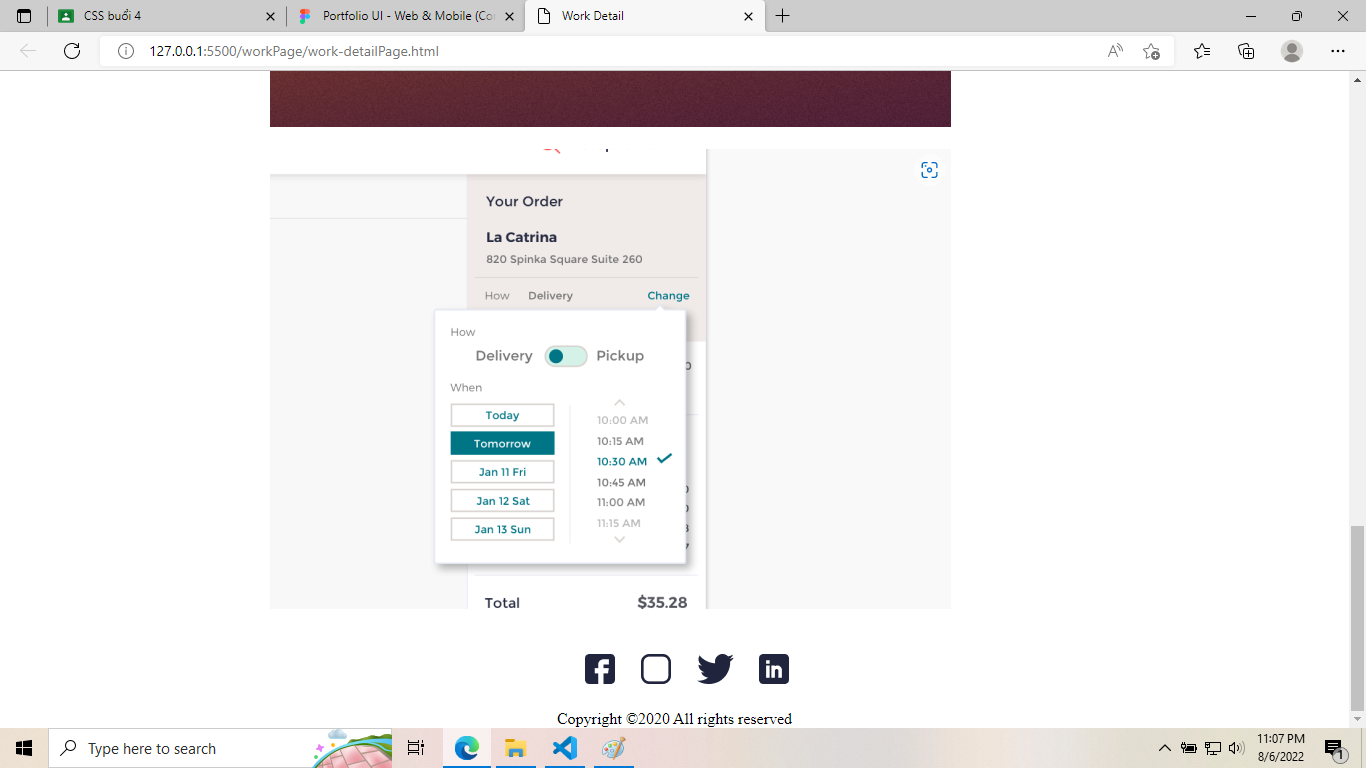 CSS buổi 4
Portfolio UI - Web & Mobile (Co
Work Detail
127.0.0.1:5500/workPage/work-detailPage.html
Your Order
La Catrina
820 Spinka Square Suite 260
How Delivery Change
How
Delivery Pickup
When
Today
Tomorrow
Jan 11 Fri
Jan 12 Sat
Jan 13 Sun
10:00 AM
10:15 AM
10:30 AM
10:45 AM
11:00 AM
11:15 AM
Total $35.28
in
Copyright ©2020 All rights reserved
Type here to search
11:07 PM
8/6/2022
1